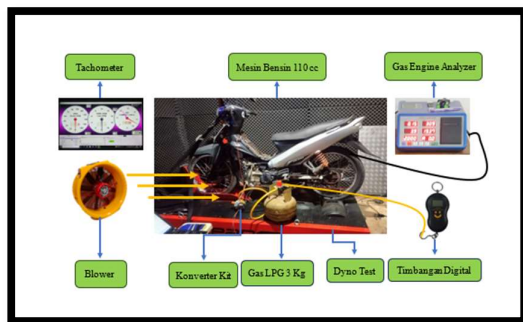 Tachometer
Mesin Bensin 110 cc
Gas Engine Analyzer
Blower
Konverter Kit
Gas LPG 3 Kg
Dyno Test
Timbangan Digital